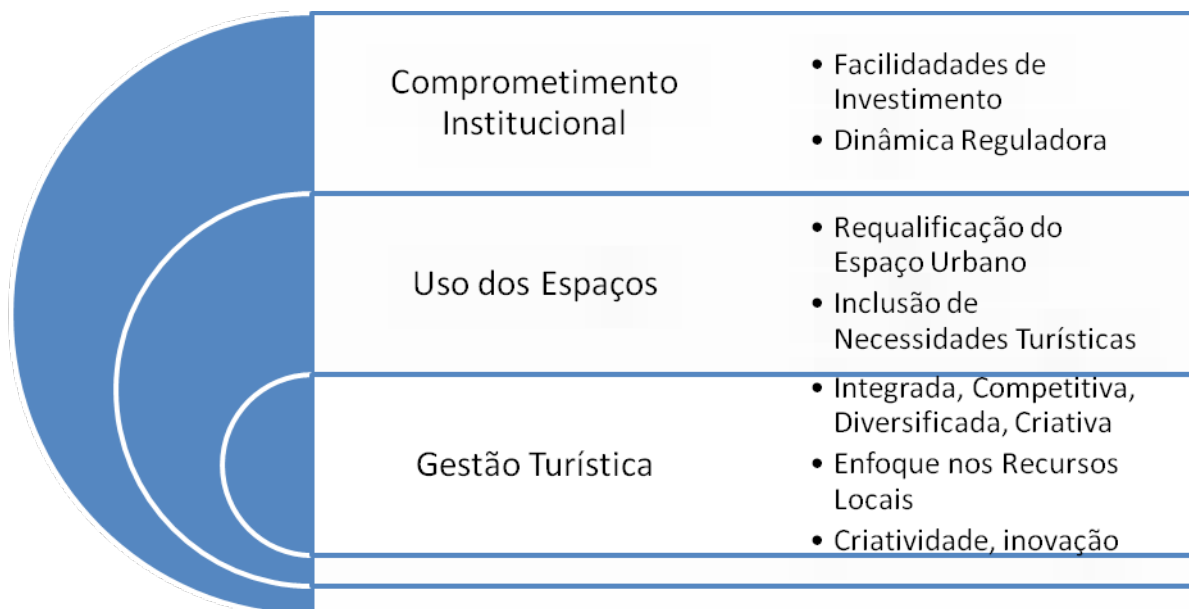 Comprometimento
Institucional
• Facilidadades de
Investimento
• Dinâmica Reguladora
Uso dos Espaços
• Requalificação do
Espaço Urbano
• Inclusão de
Necessidades Turísticas
Gestão Turística
• Integrada, Competitiva,
Diversificada, Criativa
• Enfoque nos Recursos
Locais
• Criatividade, inovação